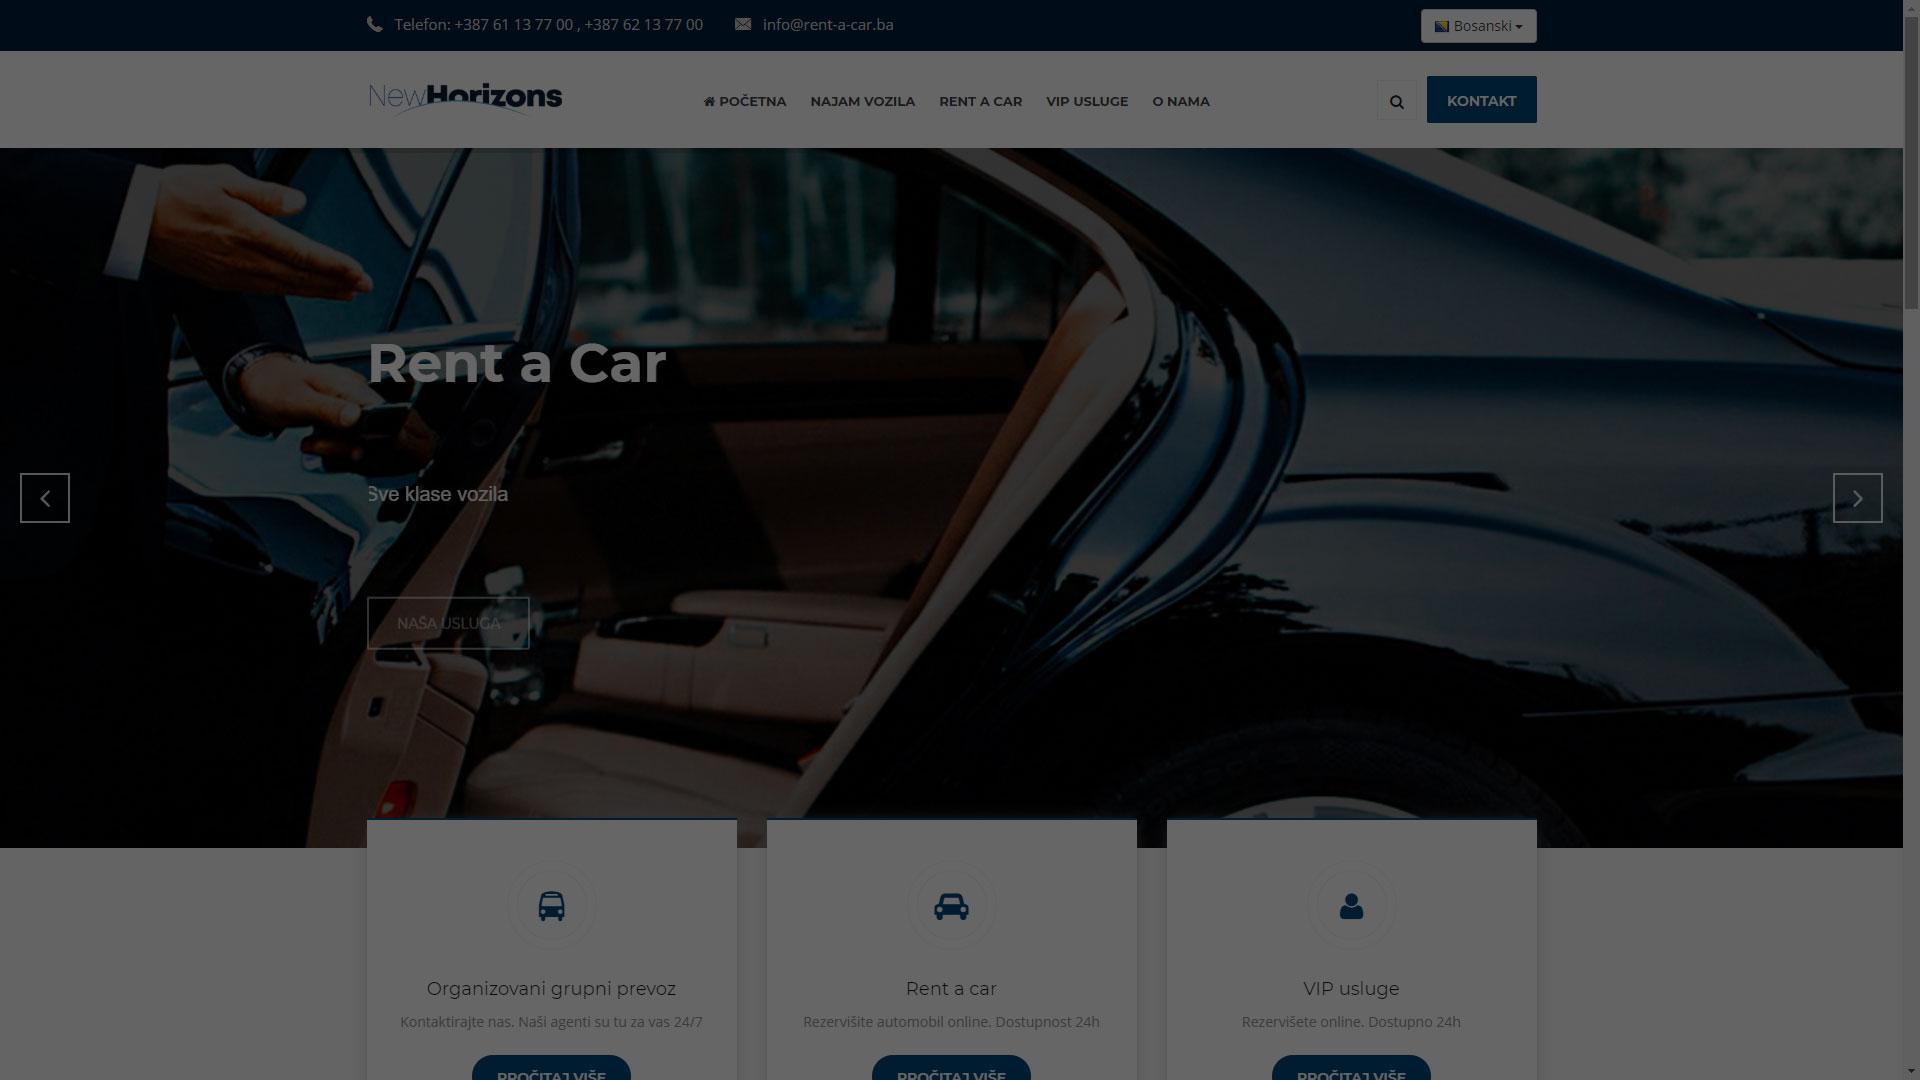 Telefon: +387 61 13 77 00 , +387 62 13 77 00
info@rent-a-car.ba
Bosanski
NewHorizons
POČETNA
NAJAM VOZILA
RENT A CAR
VIP USLUGE
O NAMA
KONTAKT
Rent a Car
Sve klase vozila
NAŠA USLUGA
Organizovani grupni prevoz
Kontaktirajte nas. Naši agenti su tu za vas 24/7
PROČITAJ VIŠE
Rent a car
Rezervišite automobil online. Dostupnost 24h
PROČITAJ VIŠE
VIP usluge
Rezervišete online. Dostupno 24h
PROČITAJ VIŠE